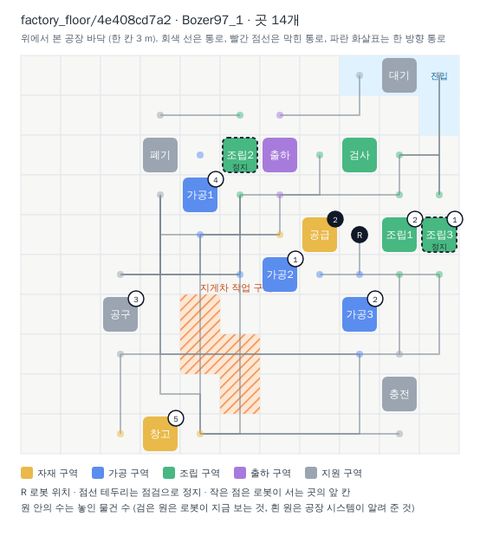 factory_floor/4e408cd7a2 · Bozer97_1 · 곳 14개
위에서 본 공장 바닥 (한 칸 3 m). 회색 선은 통로, 빨간 점선은 막힌 통로, 파란 화살표는 한 방향 통로
대기
전립
폐기
조립2
정지
출하
검사
4
가공1
2
공급
R
2
조립1
1
조립3
정지
1
가공2
지게차 작업 구
3
공구
2
가공3
충전
5
창고
자재 구역
가공 구역
조립 구역
출하 구역
지원 구역
R 로봇 위치 · 점선 테두리는 점검으로 정지 · 작은 점은 로봇이 서는 곳의 앞 칸
원 안의 수는 놓인 물건 수 (검은 원은 로봇이 지금 보는 것, 흰 원은 공장 시스템이 알려 준 것)